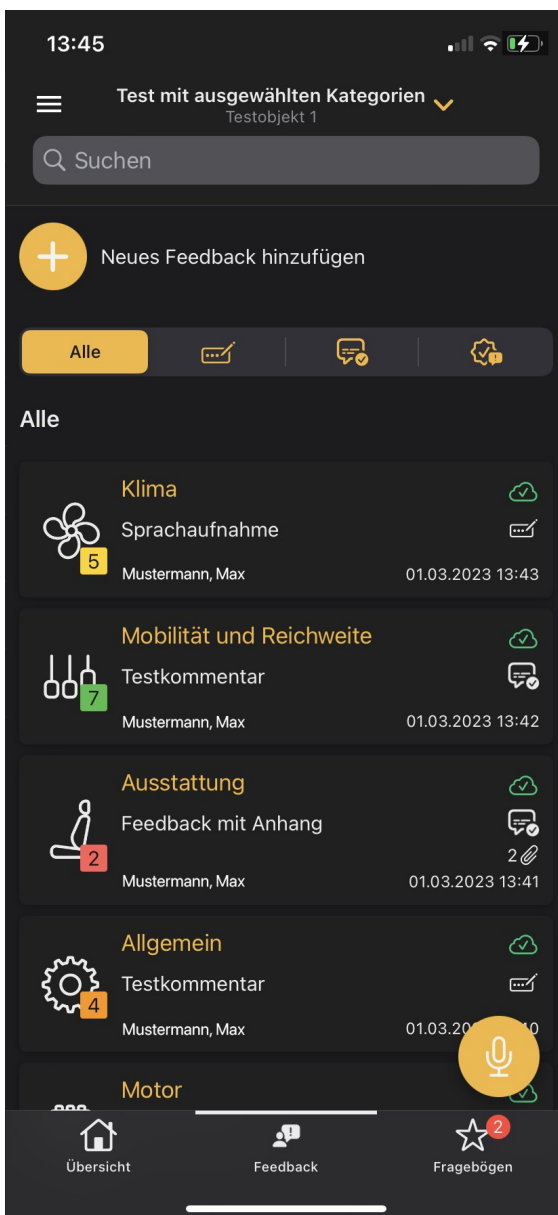 13:45
Test mit ausgewählten Kategorien
Testobjekt 1
Suchen
Neues Feedback hinzufügen
Alle
Alle
Klima
Sprachaufnahme
5
Mustermann, Max 01.03.2023 13:43
Mobilität und Reichweite
Testkommentar
7
Mustermann, Max 01.03.2023 13:42
Ausstattung
Feedback mit Anhang
2 2
Mustermann, Max 01.03.2023 13:41
Allgemein
Testkommentar
4
Mustermann, Max 01.03.20
Motor
2
Übersicht Feedback Fragebögen